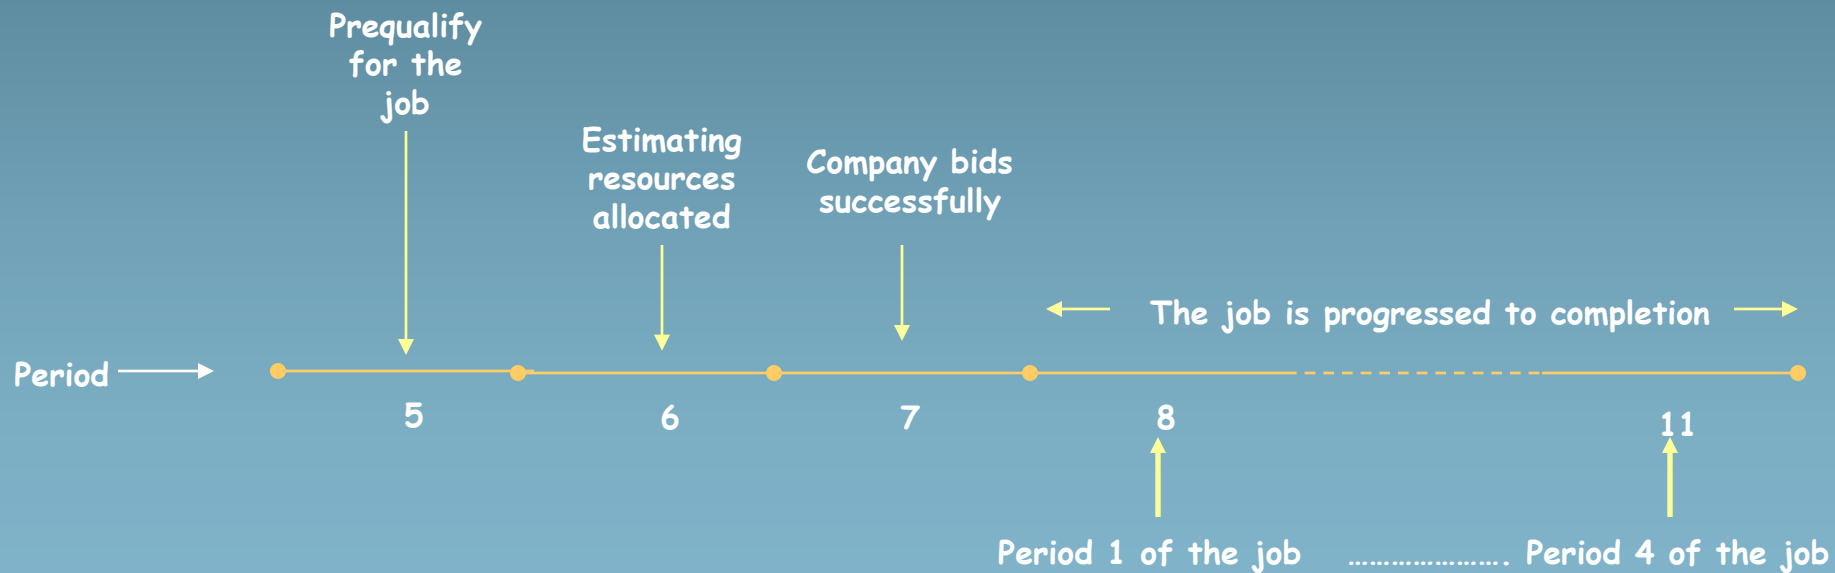 Prequalify
for the
job
Estimating
resources
allocated
Company bids
successfully
The job is progressed to completion
Period
5 6 7 8 11
Period 1 of the job ...................... Period 4 of the job